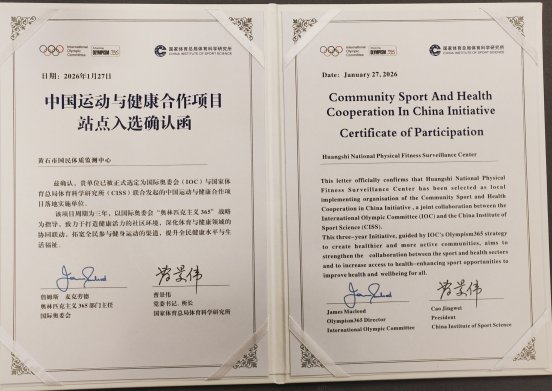 International
Olympic
Committee
OLYMPISM 365
国家体育总局体育科学研究所
CHINA INSTITUTE OF SPORT SCIENCE
日期：2026年1月27日
中国运动与健康合作项目
站点入选确认函
黄石市国民体质监测中心
兹确认，贵单位已被正式选定为国际奥委会（IOC）与国家体
育总局体育科学研究所（CISS）联合发起的中国运动与健康合作项
目落地实施单位。
该项目周期为三年，以国际奥委会“奥林匹克主义365”战略
为指导，致力于打造健康活力的社区环境，深化体育与健康领域的
协同联动，拓宽全民参与健身运动的渠道，提升全民健康水平与生
活福祉。
詹姆斯 麦克劳德
奥林匹克主义365部门主任
国际奥委会
曹景伟
曹景伟
党委书记、所长
国家体育总局体育科学研究所
International
Olympic
Committee
OLYMPISM 365
国家体育总局体育科学研究所
CHINA INSTITUTE OF SPORT SCIENCE
Date: January 27, 2026
Community Sport And Health
Cooperation In China Initiative
Certificate of Participation
Huangshi National Physical Fitness Surveillance Center
This letter officially confirms that Huangshi National Physical
Fitness Surveillance Center has been selected as local
implementing organisation of the Community Sport and Health
Cooperation in China Initiative, a joint collaboration between the
International Olympic Committee (IOC) and the China Institute of
Sport Science (CISS).
This three-year Initiative, guided by IOC's Olympism365 strategy
to create healthier and more active communities, aims to
strengthen the collaboration between the sport and health sectors
and to increase access to health-enhancing sport opportunities to
improve health and wellbeing for all.
James Macleod
Olympism365 Director
International Olympic Committee
曹景伟
Cao Jingwei
President
China Institute of Sport Science